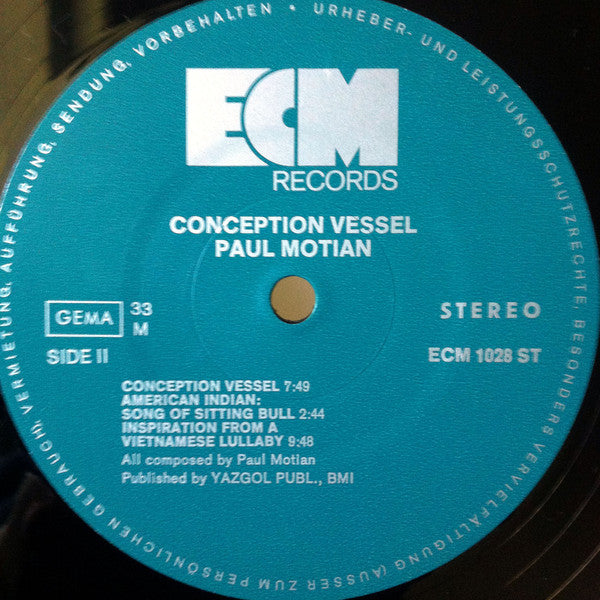 URHEBER- UND LEISTUNGSSCHUTZRECHTE, BESONDERS VERVIELFÄLTIGUNG (AUSSER ZUM PERSÖNLICHEN GEBRAUCH), VERMIETUNG, AUFFÜHRUNG, SENDUNG, VORBEHALTEN •
ECM
RECORDS
CONCEPTION VESSEL
PAUL MOTIAN
GEMA
33
M
STEREO
SIDE II
ECM 1028 ST
CONCEPTION VESSEL 7:49
AMERICAN INDIAN:
SONG OF SITTING BULL 2:44
INSPIRATION FROM A
VIETNAMESE LULLABY 9:48
All composed by Paul Motian
Published by YAZGOL PUBL., BMI